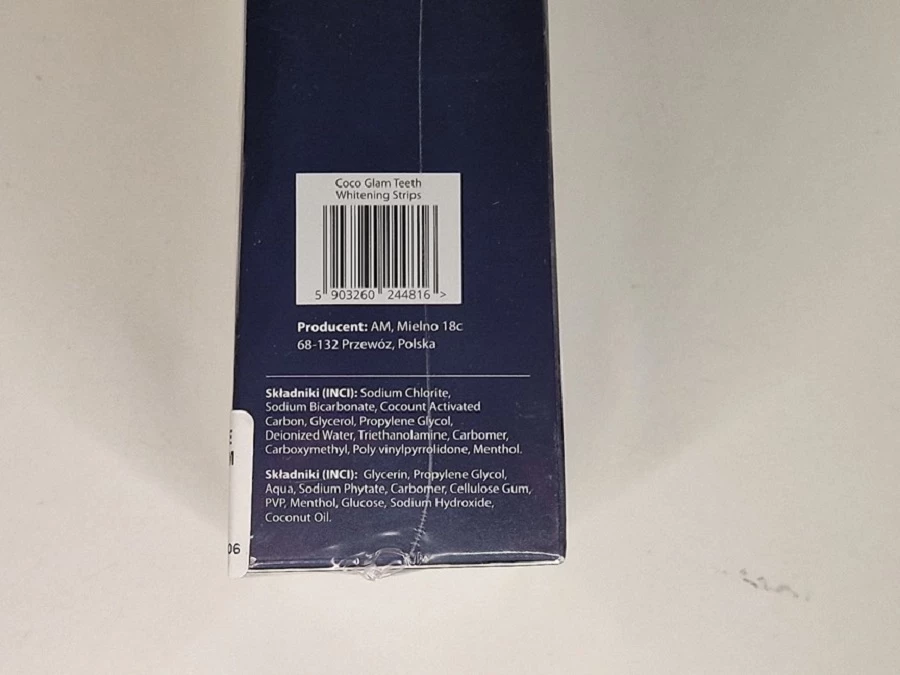 Coco Glam Teeth
Whitening Strips
5 903260 244816 >
Producent: AM, Mielno 18c
68-132 Przewóz, Polska
Składniki (INCI): Sodium Chlorite,
Sodium Bicarbonate, Cocount Activated
Carbon, Glycerol, Propylene Glycol,
Deionized Water, Triethanolamine, Carbomer,
Carboxymethyl, Poly vinylpyrrolidone, Menthol.
Składniki (INCI): Glycerin, Propylene Glycol,
Aqua, Sodium Phytate, Carbomer, Cellulose Gum,
PVP, Menthol, Glucose, Sodium Hydroxide,
Coconut Oil.
06